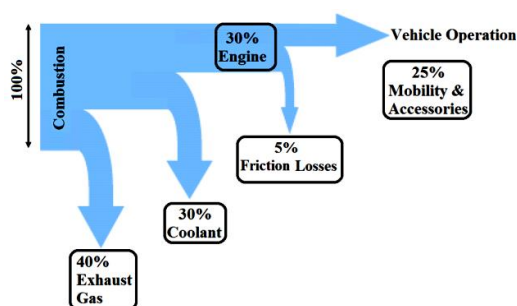 100%
Combustion
30%
Engine
Vehicle Operation
25%
Mobility &
Accessories
5%
Friction Losses
30%
Coolant
40%
Exhaust
Gas